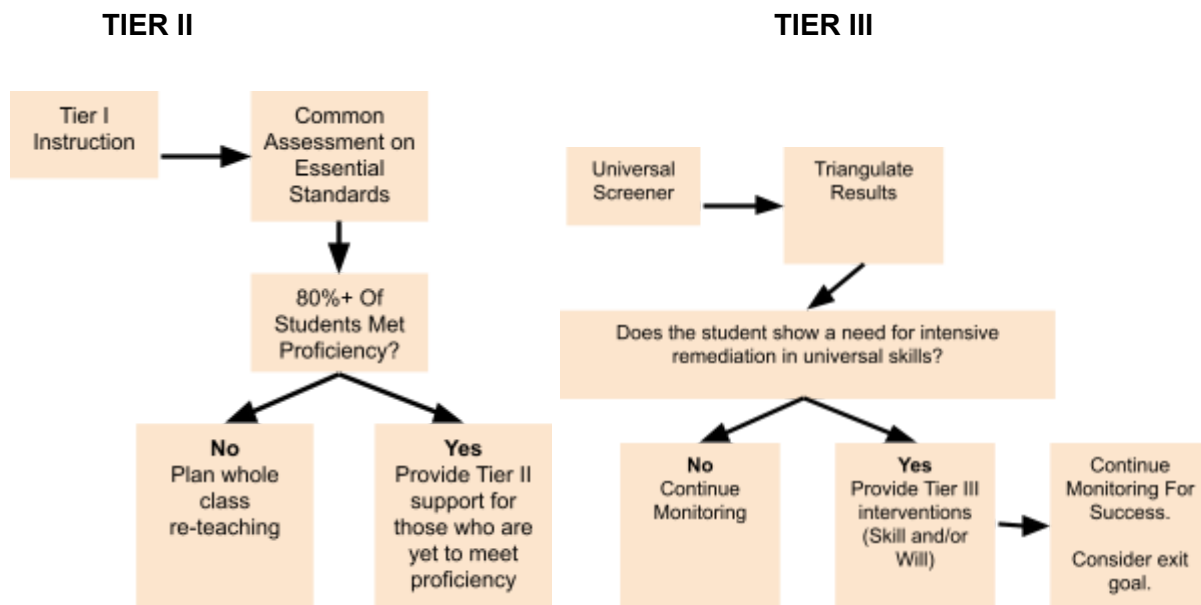 TIER II
TIER III
Tier I
Instruction
Common
Assessment on
Essential
Standards
80%+ Of
Students Met
Proficiency?
No
Plan whole
class
re-teaching
Yes
Provide Tier II
support for
those who are
yet to meet
proficiency
Universal
Screener
Triangulate
Results
Does the student show a need for intensive
remediation in universal skills?
No
Continue
Monitoring
Yes
Provide Tier III
interventions
(Skill and/or
Will)
Continue
Monitoring For
Success.
Consider exit
goal.